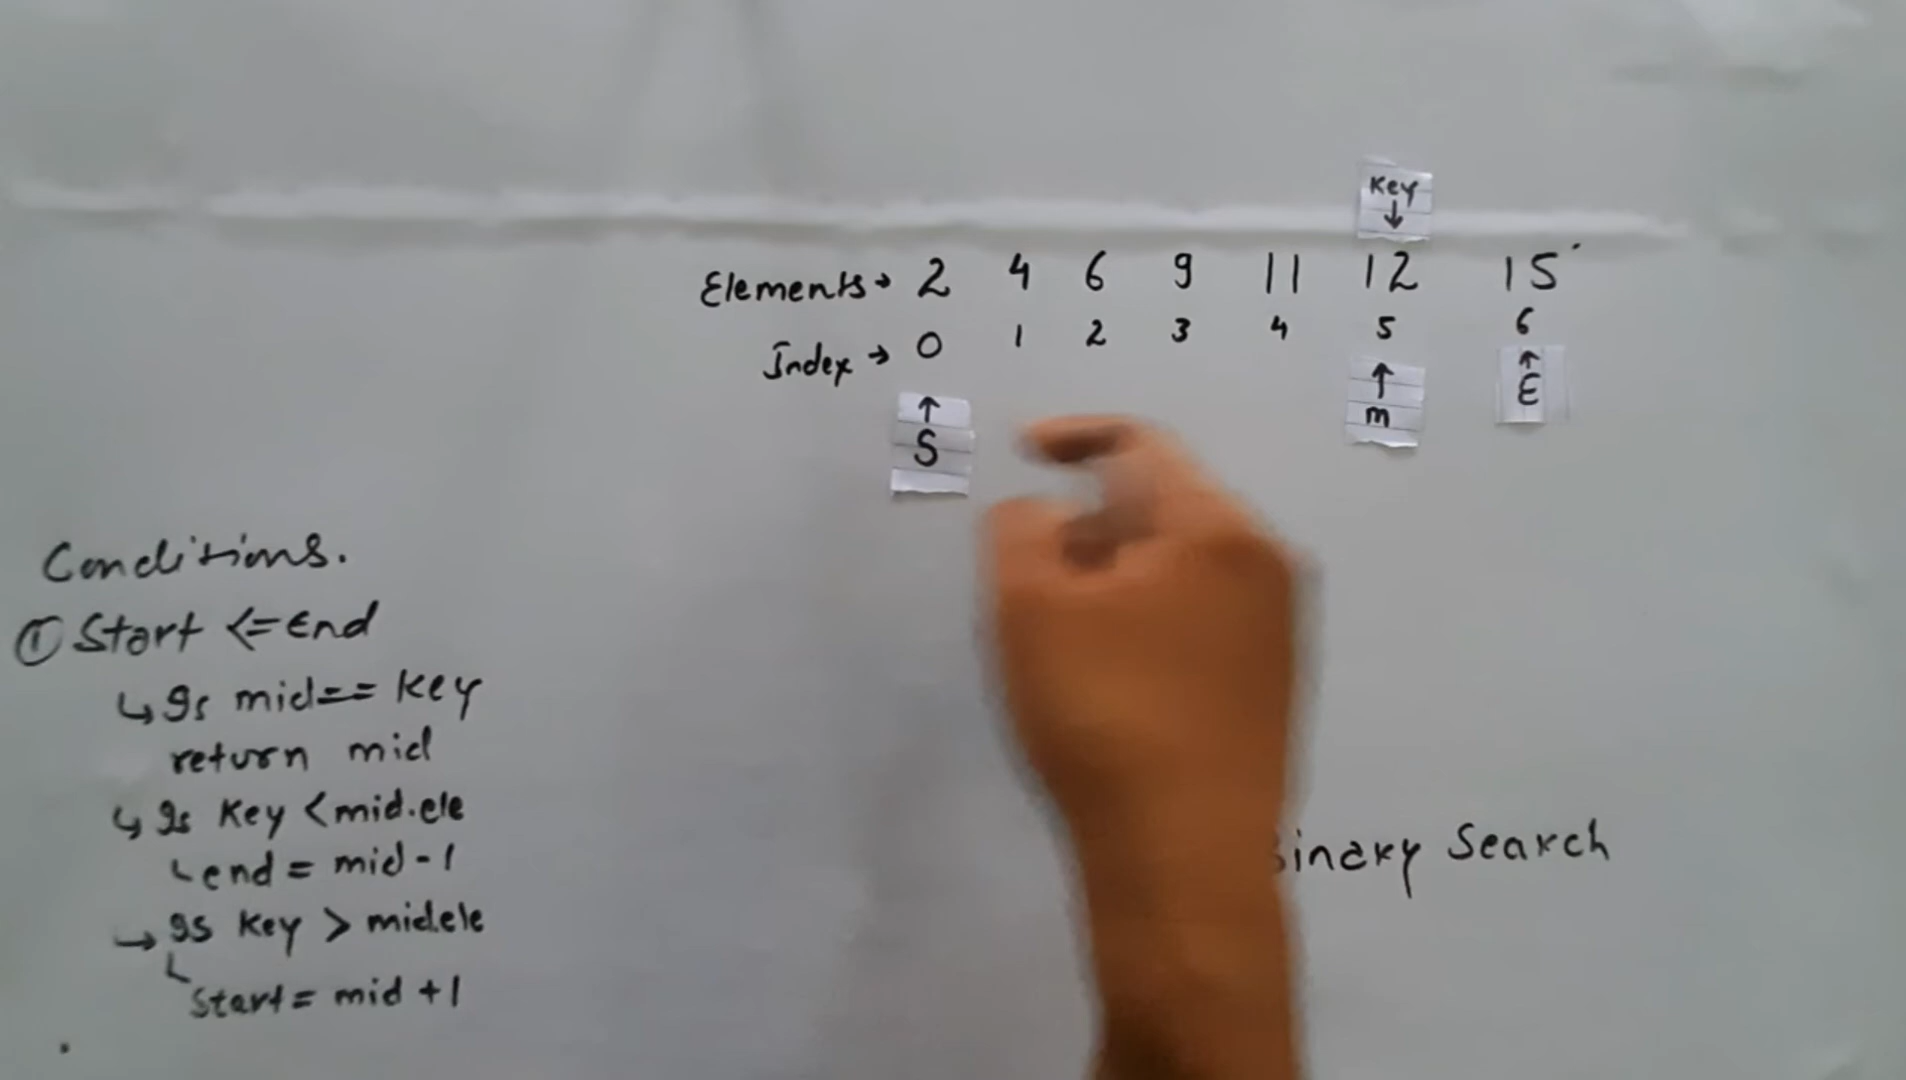 Key
↓
Elements → 2 4 6 9 11 12 15
Index → 0 1 2 3 4 5 6
↑
S
↑
m
↑
E
Conditions.
① Start <= End
↳ Is mid == Key
return mid
↳ Is Key < mid.ele
↳ end = mid - 1
→ Is Key > mid.ele
↳ Start = mid + 1
Search